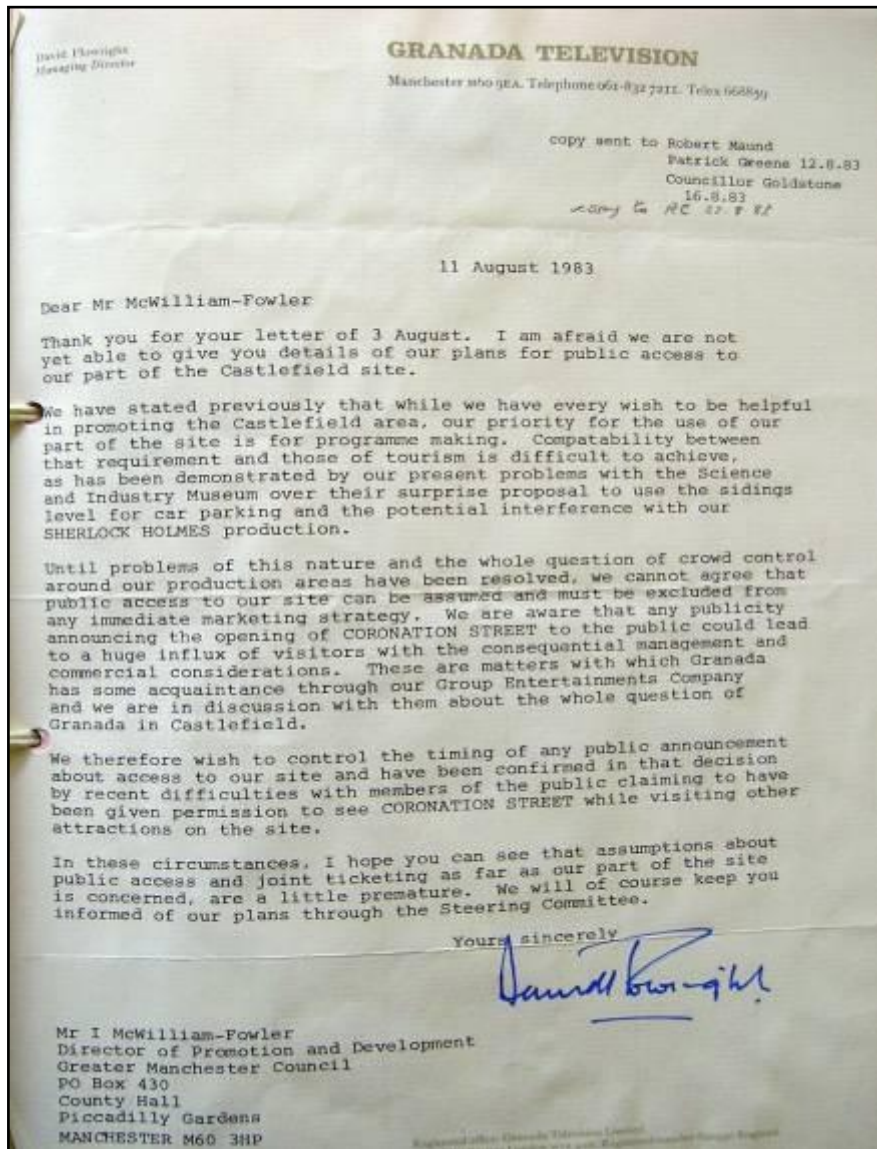 David Plowright
Managing Director
GRANADA TELEVISION
Manchester M60 9EA. Telephone 061-832 7211. Telex 668859
copy sent to Robert Maund
Patrick Greene 12.8.83
Councillor Goldstone
16.8.83
copy to
11 August 1983
Dear Mr McWilliam-Fowler
Thank you for your letter of 3 August. I am afraid we are not
yet able to give you details of our plans for public access to
our part of the Castlefield site.
We have stated previously that while we have every wish to be helpful
in promoting the Castlefield area, our priority for the use of our
part of the site is for programme making. Compatability between
that requirement and those of tourism is difficult to achieve,
as has been demonstrated by our present problems with the Science
and Industry Museum over their surprise proposal to use the sidings
level for car parking and the potential interference with our
SHERLOCK HOLMES production.
Until problems of this nature and the whole question of crowd control
around our production areas have been resolved, we cannot agree that
public access to our site can be assumed and must be excluded from
any immediate marketing strategy. We are aware that any publicity
announcing the opening of CORONATION STREET to the public could lead
to a huge influx of visitors with the consequential management and
commercial considerations. These are matters with which Granada
has some acquaintance through our Group Entertainments Company
and we are in discussion with them about the whole question of
Granada in Castlefield.
We therefore wish to control the timing of any public announcement
about access to our site and have been confirmed in that decision
by recent difficulties with members of the public claiming to have
been given permission to see CORONATION STREET while visiting other
attractions on the site.
In these circumstances, I hope you can see that assumptions about
public access and joint ticketing as far as our part of the site
is concerned, are a little premature. We will of course keep you
informed of our plans through the Steering Committee.
Yours sincerely
David Plowright
Mr I McWilliam-Fowler
Director of Promotion and Development
Greater Manchester Council
PO Box 430
County Hall
Piccadilly Gardens
MANCHESTER M60 3HP